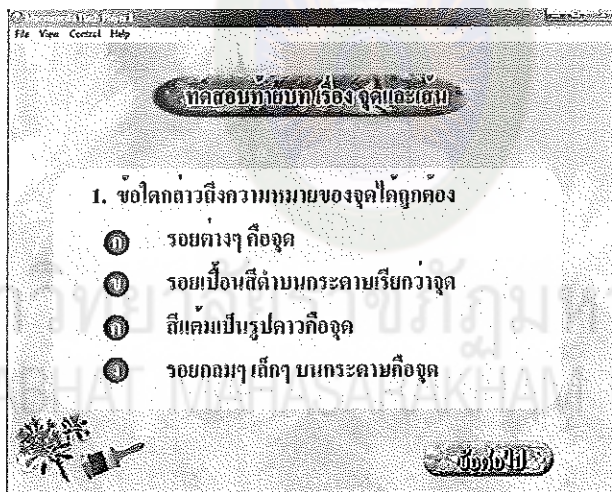 File View Control Help
ทดสอบท้ายบท เรื่อง จุดและเส้น
1. ข้อใดกล่าวถึงความหมายของจุดได้ถูกต้อง
ก รอยต่างๆ คือจุด
ข รอยเปื้อนสีดำบนกระดาษเรียกว่าจุด
ค สีแต้มเป็นรูปดาวคือจุด
ง รอยกลมๆ เล็กๆ บนกระดาษคือจุด
MAHASARAKHAM
ข้อต่อไป